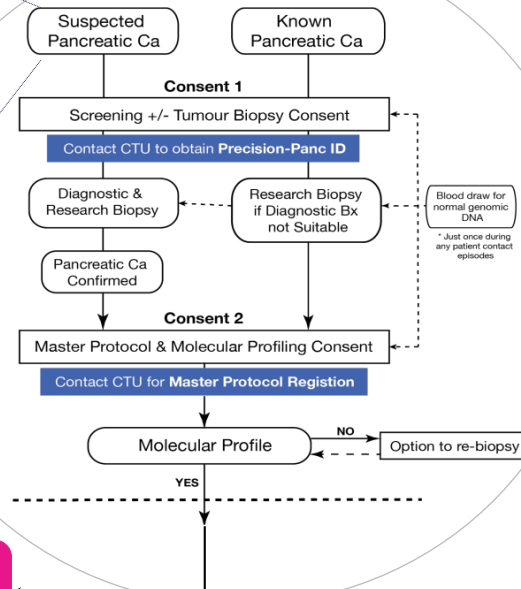 Suspected
Pancreatic Ca
Known
Pancreatic Ca
Consent 1
Screening +/- Tumour Biopsy Consent
Contact CTU to obtain Precision-Panc ID
Diagnostic &
Research Biopsy
Research Biopsy
if Diagnostic Bx
not Suitable
Blood draw for
normal genomic
DNA
* Just once during
any patient contact
episodes
Pancreatic Ca
Confirmed
Consent 2
Master Protocol & Molecular Profiling Consent
Contact CTU for Master Protocol Registion
Molecular Profile
NO
Option to re-biopsy
YES